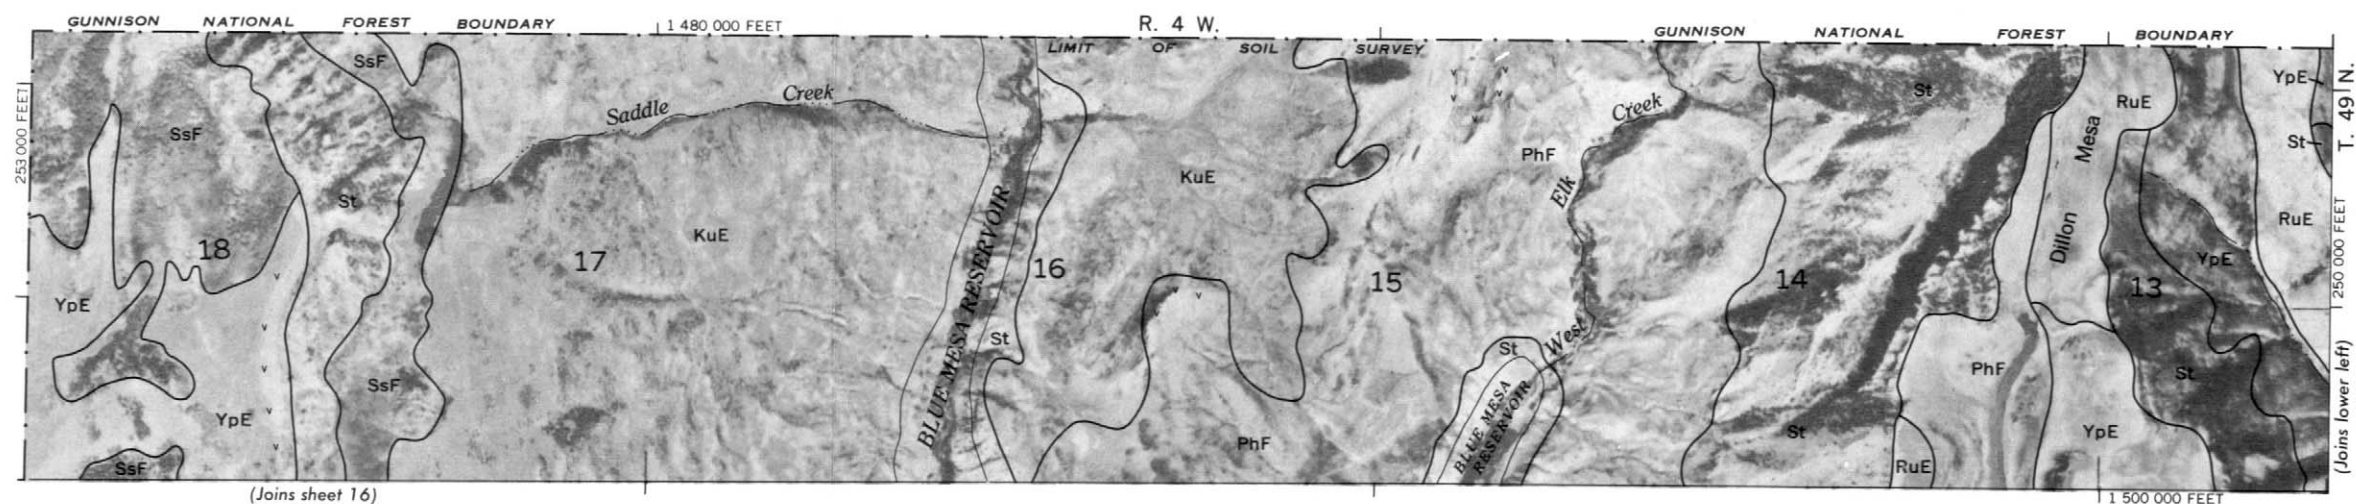 GUNNISON NATIONAL FOREST BOUNDARY
1 480 000 FEET
R. 4 W.
LIMIT OF SOIL SURVEY
GUNNISON NATIONAL FOREST BOUNDARY
253 000 FEET
T. 49 N.
250 000 FEET
(Joins lower left)
SsF
SsF
YpE
18
St
SsF
YpE
SsF
Saddle Creek
17
KuE
BLUE MESA RESERVOIR
16
St
KuE
PhF
15
PhF
Elk Creek
West
St
BLUE MESA
RESERVOIR
St
14
St
RuE
Mesa
Dillon
RuE
PhF
YpE
13
YpE
St
YpE
St
RuE
(Joins sheet 16)
1 500 000 FEET